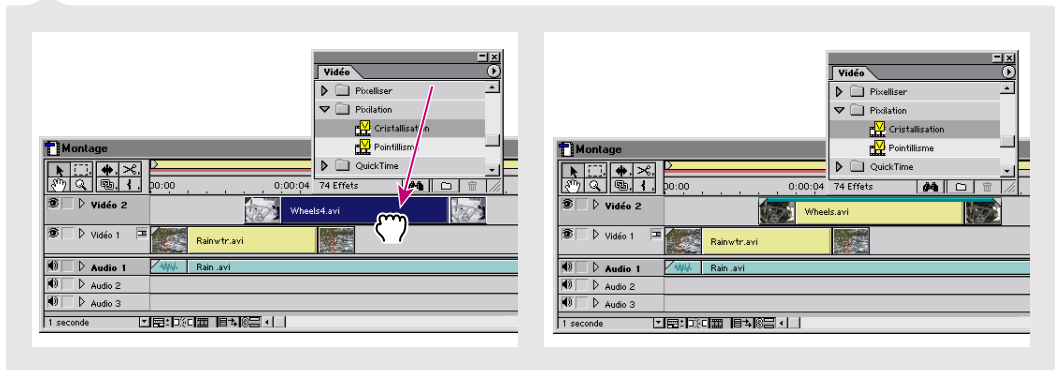 Vidéo
Pixelliser
Pixilation
Cristallisation
Pointillisme
QuickTime
Montage
00:00 0:00:04 74 Effets
Vidéo 2 Wheels4.avi
Vidéo 1 Rainwtr.avi
Audio 1 Rain .avi
Audio 2
Audio 3
1 seconde
Vidéo
Pixelliser
Pixilation
Cristallisation
Pointillisme
QuickTime
Montage
00:00 0:00:04 74 Effets
Vidéo 2 Wheels.avi
Vidéo 1 Rainwtr.avi
Audio 1 Rain .avi
Audio 2
Audio 3
1 seconde